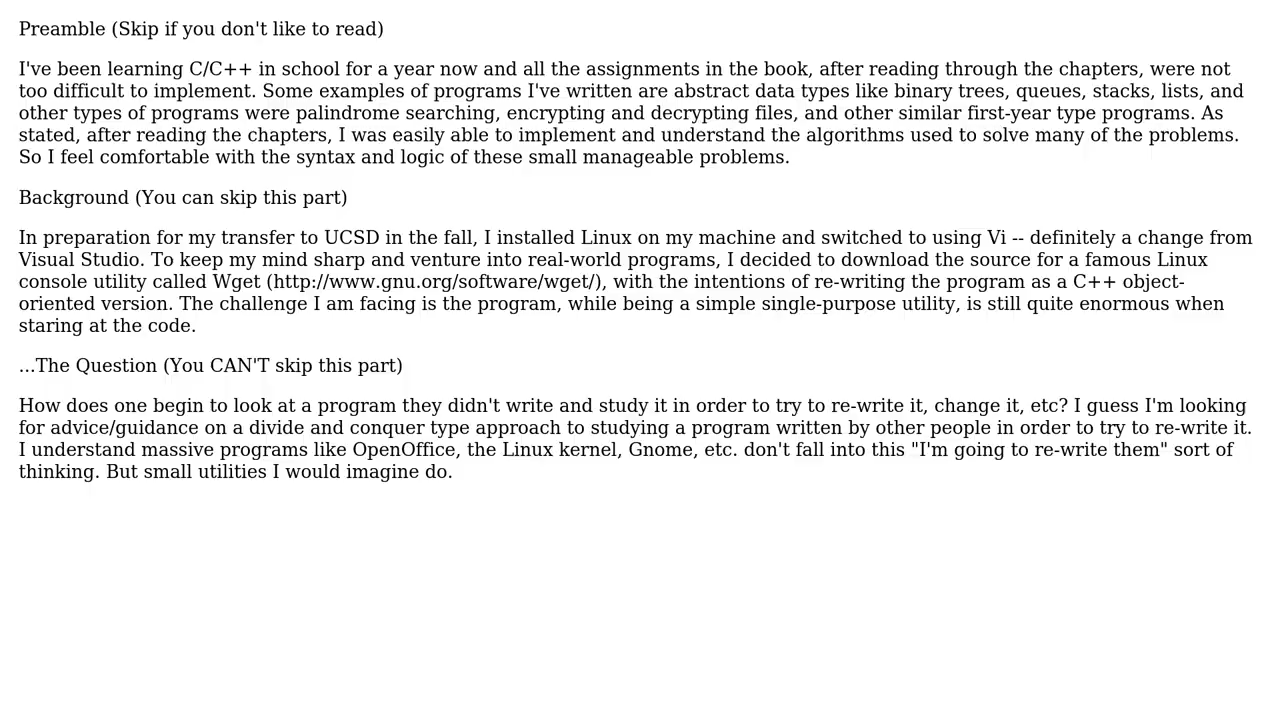 Preamble (Skip if you don't like to read)
I've been learning C/C++ in school for a year now and all the assignments in the book, after reading through the chapters, were not
too difficult to implement. Some examples of programs I've written are abstract data types like binary trees, queues, stacks, lists, and
other types of programs were palindrome searching, encrypting and decrypting files, and other similar first-year type programs. As
stated, after reading the chapters, I was easily able to implement and understand the algorithms used to solve many of the problems.
So I feel comfortable with the syntax and logic of these small manageable problems.
Background (You can skip this part)
In preparation for my transfer to UCSD in the fall, I installed Linux on my machine and switched to using Vi -- definitely a change from
Visual Studio. To keep my mind sharp and venture into real-world programs, I decided to download the source for a famous Linux
console utility called Wget (http://www.gnu.org/software/wget/), with the intentions of re-writing the program as a C++ object-
oriented version. The challenge I am facing is the program, while being a simple single-purpose utility, is still quite enormous when
staring at the code.
...The Question (You CAN'T skip this part)
How does one begin to look at a program they didn't write and study it in order to try to re-write it, change it, etc? I guess I'm looking
for advice/guidance on a divide and conquer type approach to studying a program written by other people in order to try to re-write it.
I understand massive programs like OpenOffice, the Linux kernel, Gnome, etc. don't fall into this "I'm going to re-write them" sort of
thinking. But small utilities I would imagine do.